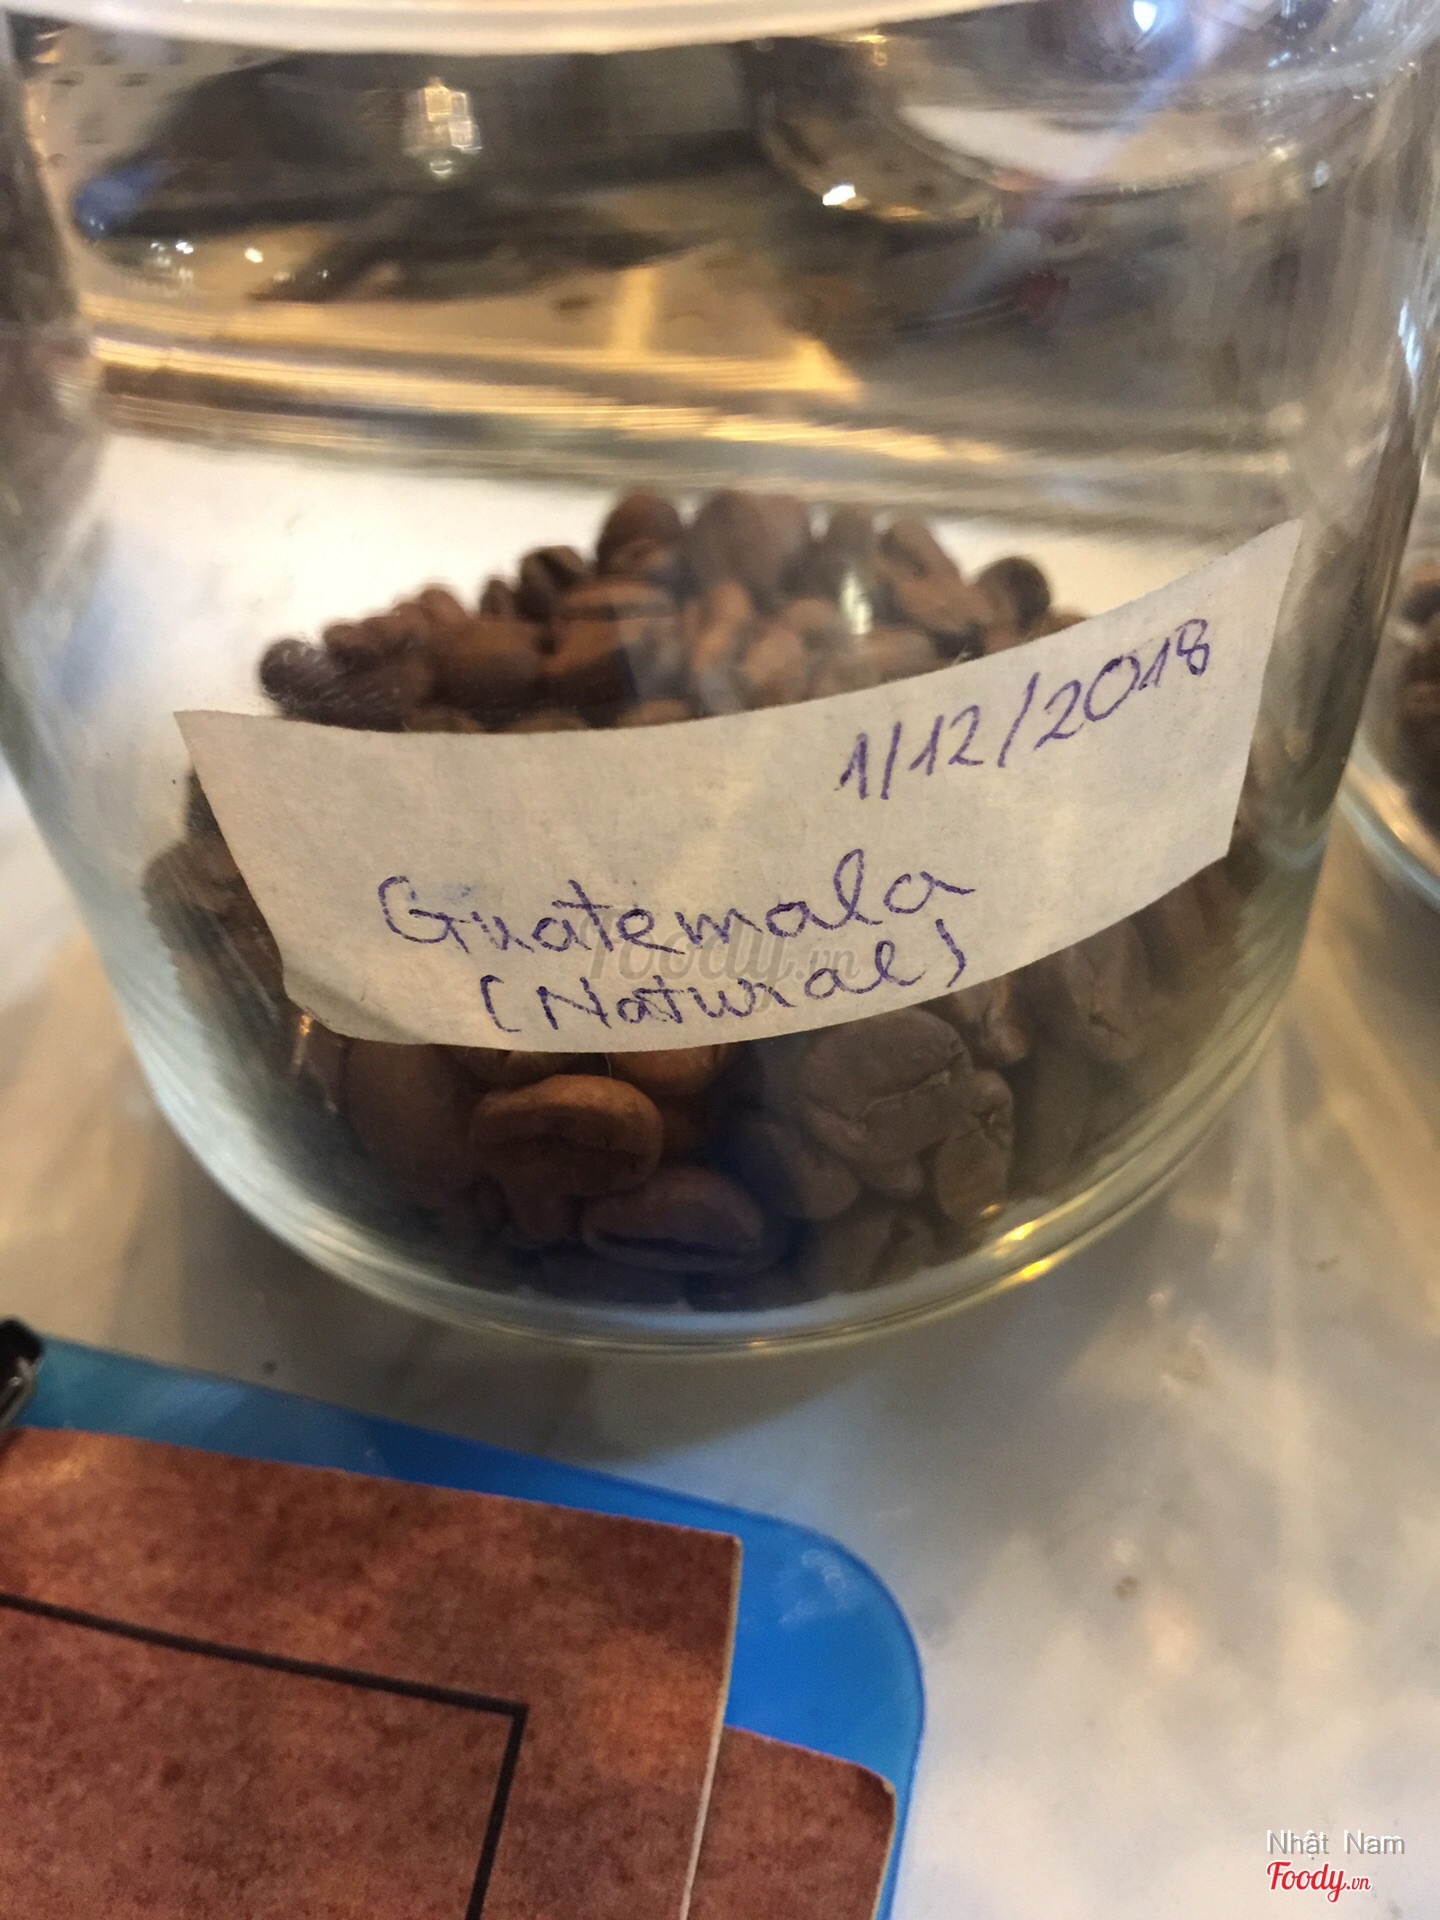 1/12/2018
Guatemala
(Natural)
Foody.vn
Nhật Nam
Foody.vn